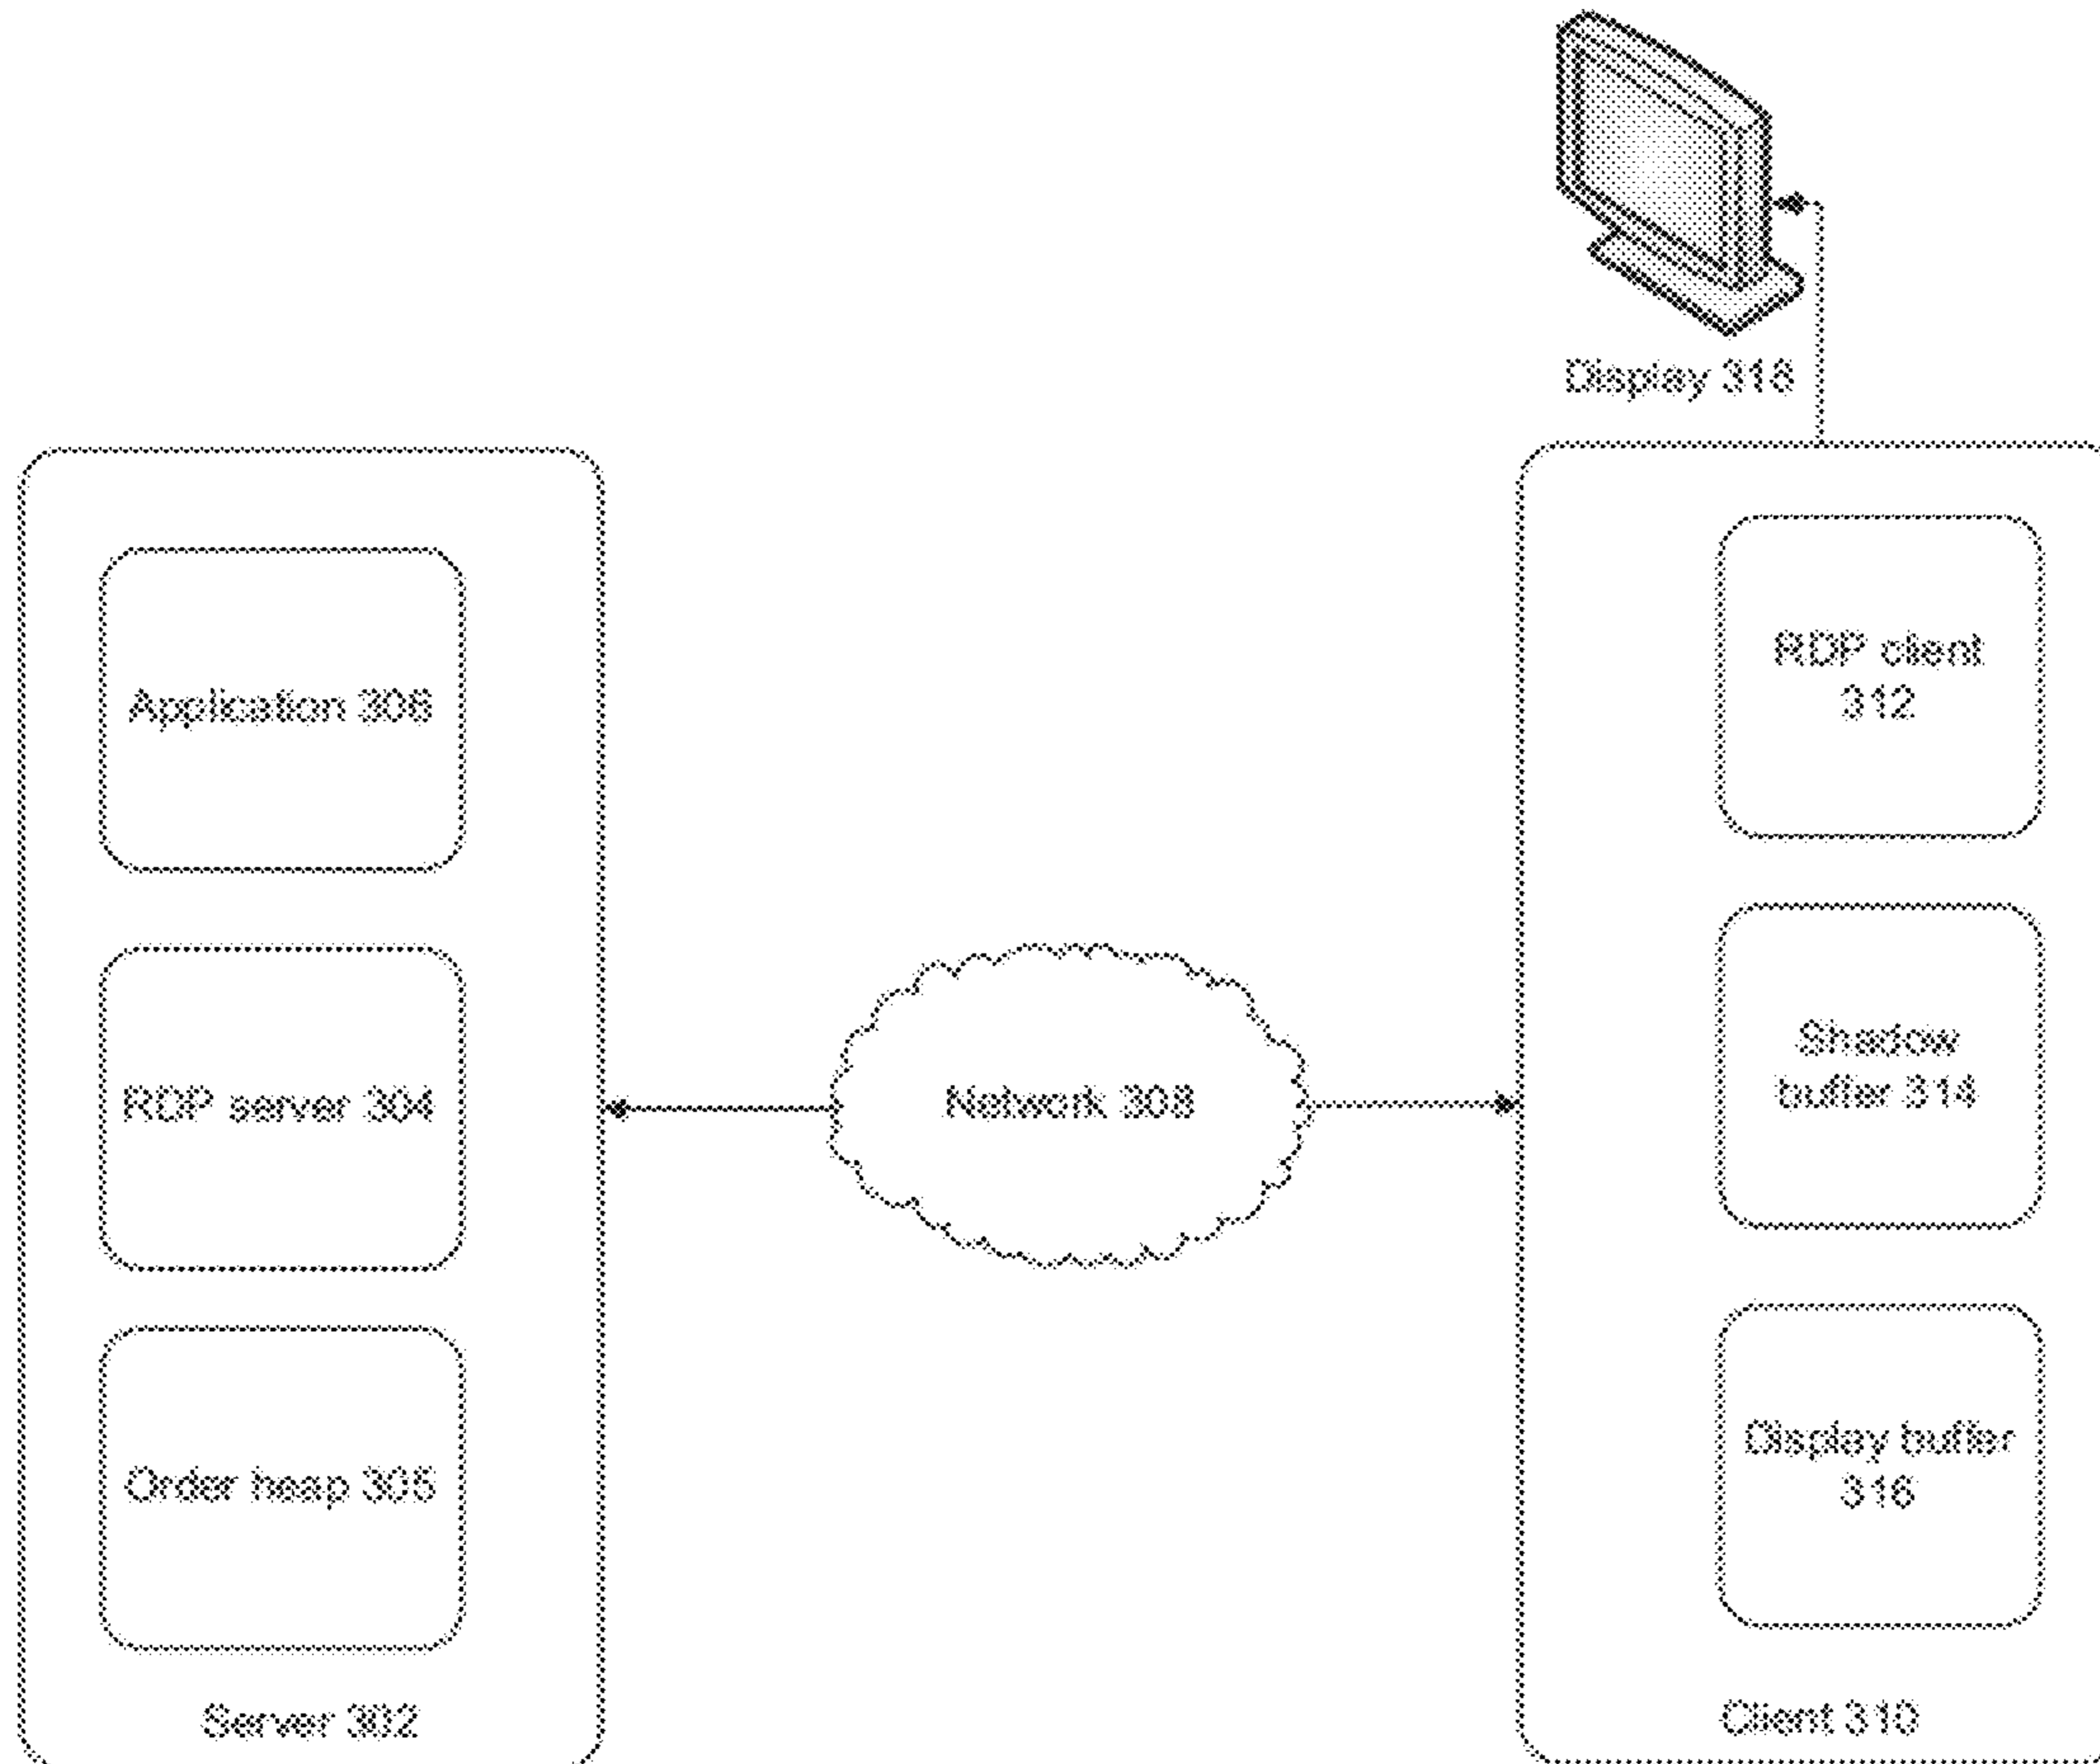 Display 318
Application 306
RDP server 304
Order heap 305
Server 302
Network 308
RDP client
312
Shadow
buffer 314
Display buffer
316
Client 310